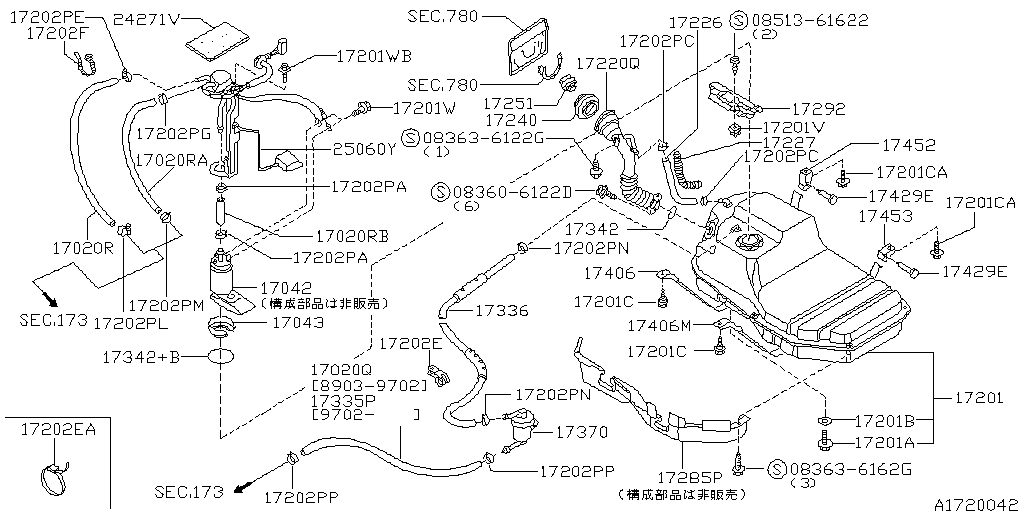 17202PE
17202F
24271V
17201WB
17201W
17202PG
17020RA
25060Y
17202PA
17020R
17020RB
17202PA
17042
(構成部品は非販売)
17202PM
SEC.173
17202PL
17043
17342+B
17202EA
SEC.780
SEC.780
17251
17240
S 08363-6122G
(1)
S 08360-6122D
(6)
17220Q
17202PC
17226
S 08513-61622
(2)
17292
17201V
17227
17202PC
17452
17201CA
17429E
17453
17201CA
17429E
17342
17202PN
17406
17201C
17336
17406M
17201C
17202E
17020Q
[8903-9702]
17335P
[9702-      ]
17202PN
17370
17202PP
SEC.173
17202PP
17201
17201B
17201A
17285P
(構成部品は非販売)
S 08363-6162G
(3)
A1720042